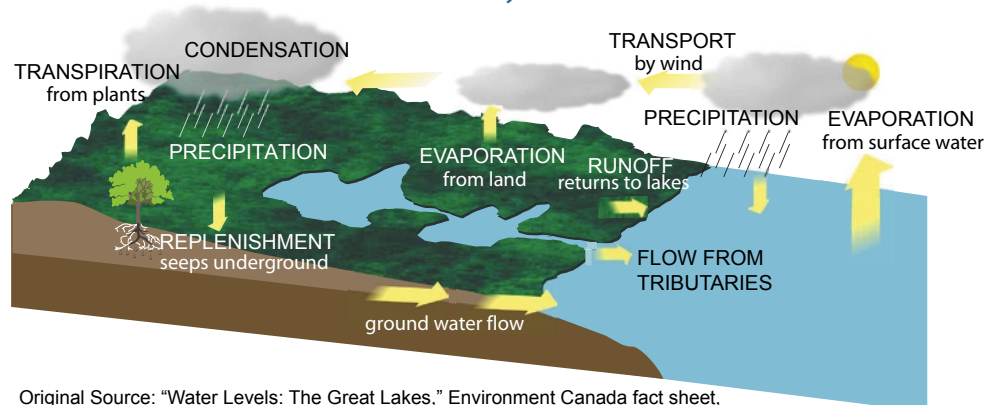 CONDENSATION
TRANSPORT
by wind
TRANSPIRATION
from plants
PRECIPITATION
EVAPORATION
from surface water
PRECIPITATION
EVAPORATION
from land
RUNOFF
returns to lakes
REPLENISHMENT
seeps underground
FLOW FROM
TRIBUTARIES
ground water flow
Original Source: “Water Levels: The Great Lakes,” Environment Canada fact sheet,